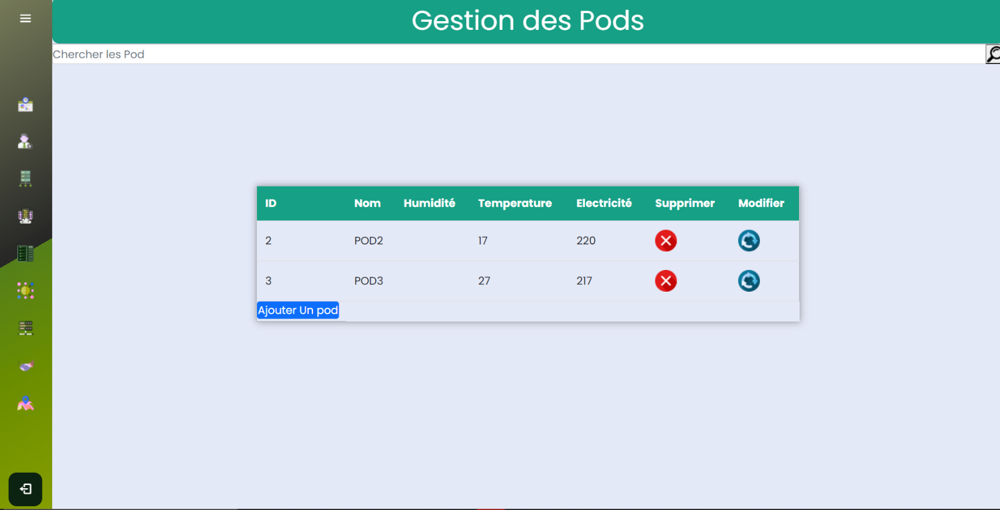 Gestion des Pods
Chercher les Pod
ID Nom Humidité Temperature Electricité Supprimer Modifier
2 POD2 17 220
3 POD3 27 217
Ajouter Un pod